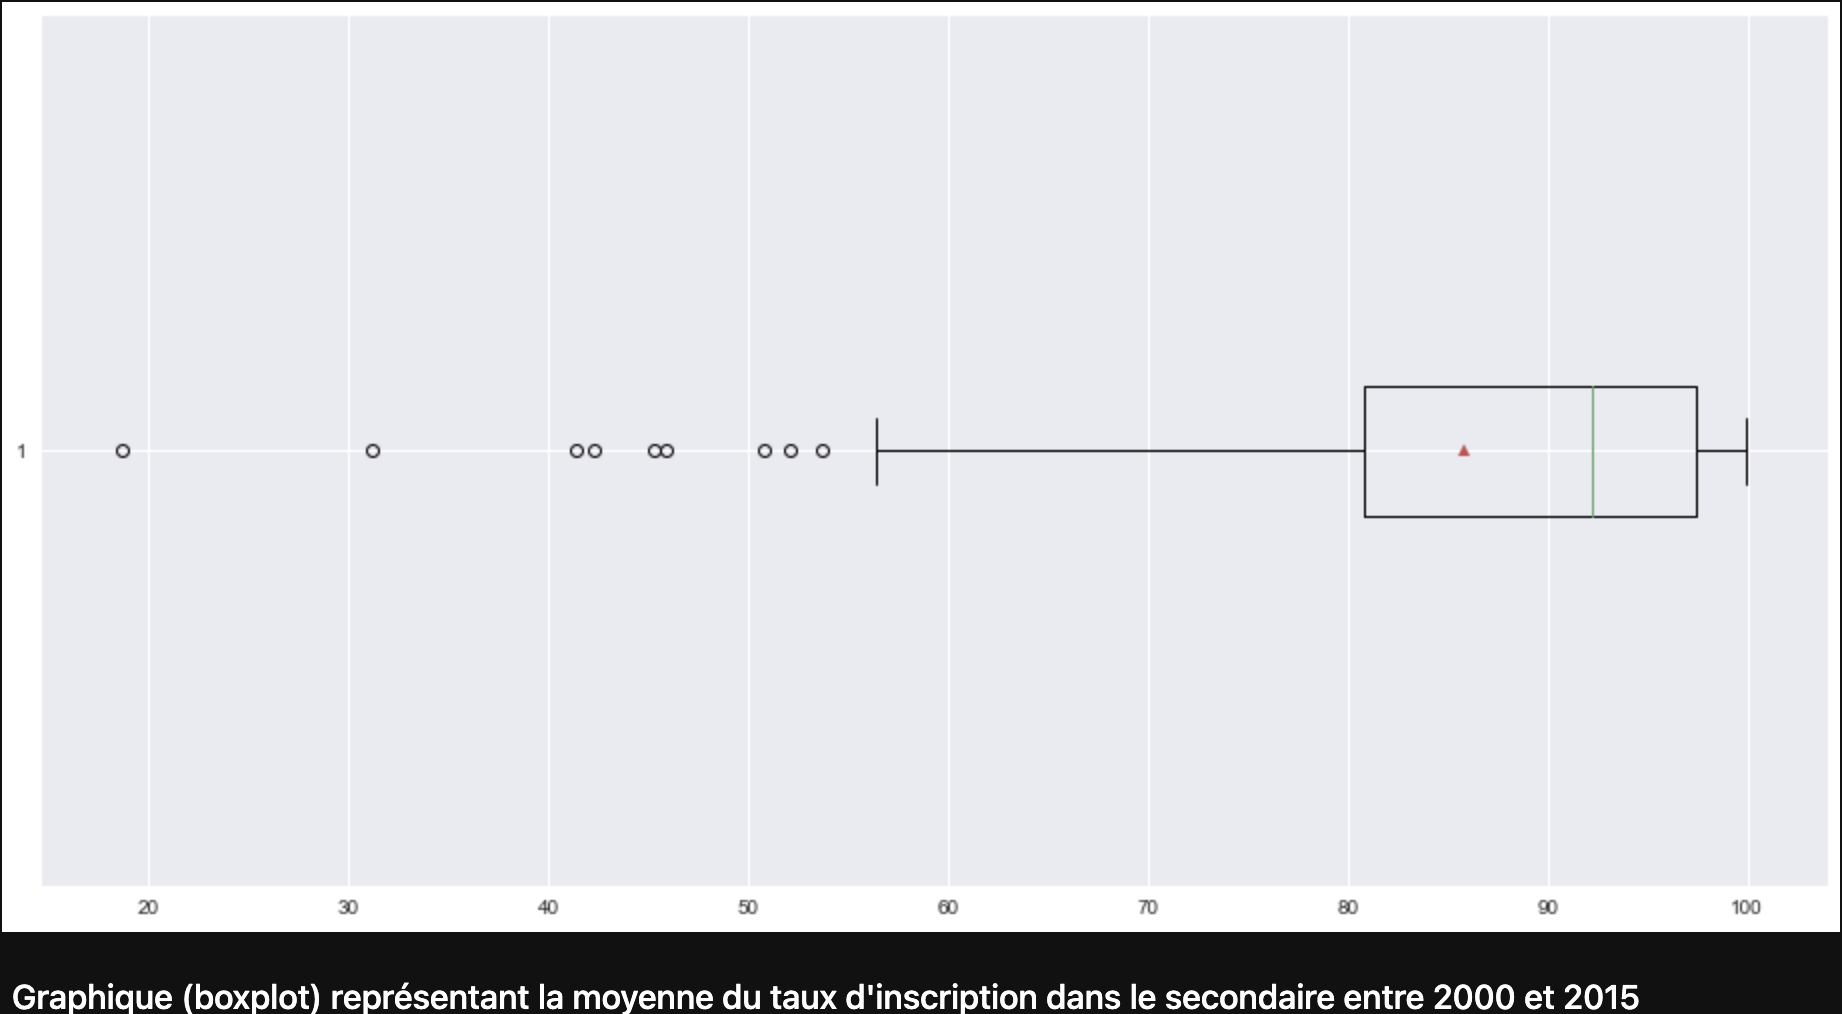 1
20 30 40 50 60 70 80 90 100
Graphique (boxplot) représentant la moyenne du taux d'inscription dans le secondaire entre 2000 et 2015